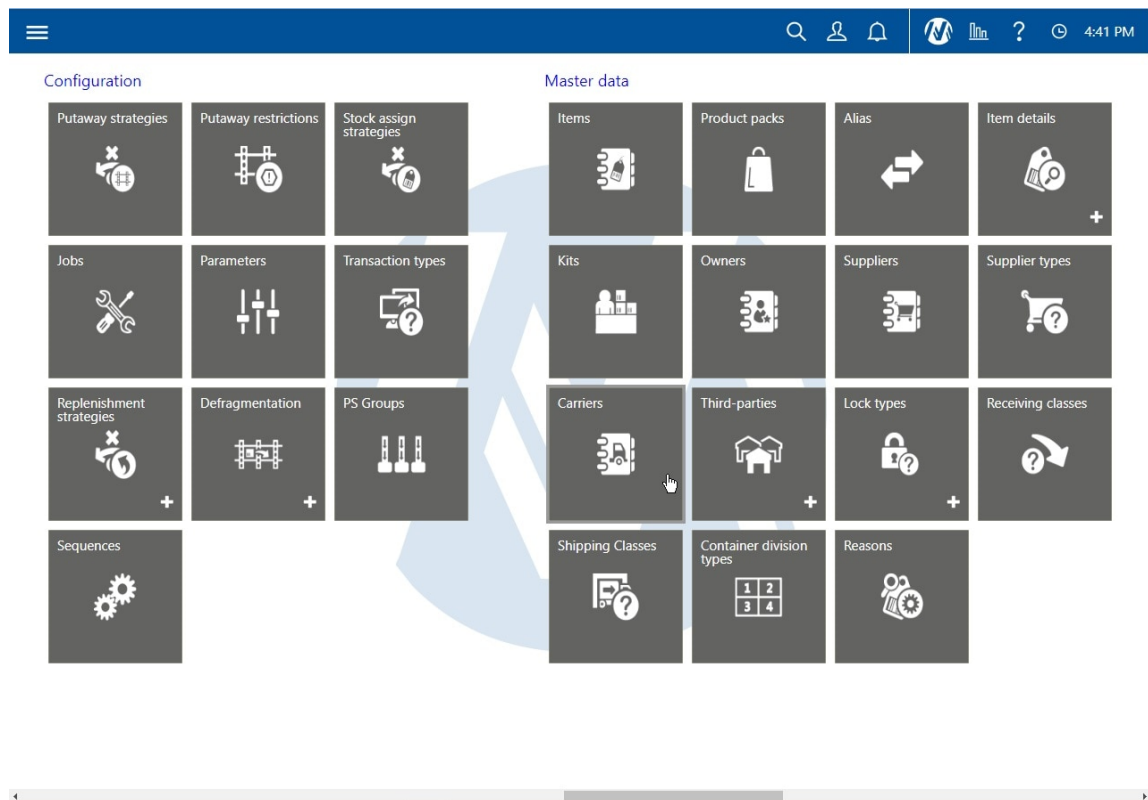 4:41 PM
Configuration
Master data
Putaway strategies
Putaway restrictions
Stock assign
strategies
Items
Product packs
Alias
Item details
Jobs
Parameters
Transaction types
Kits
Owners
Suppliers
Supplier types
Replenishment
strategies
Defragmentation
PS Groups
Carriers
Third-parties
Lock types
Receiving classes
Sequences
Shipping Classes
Container division
types
1 2
3 4
Reasons